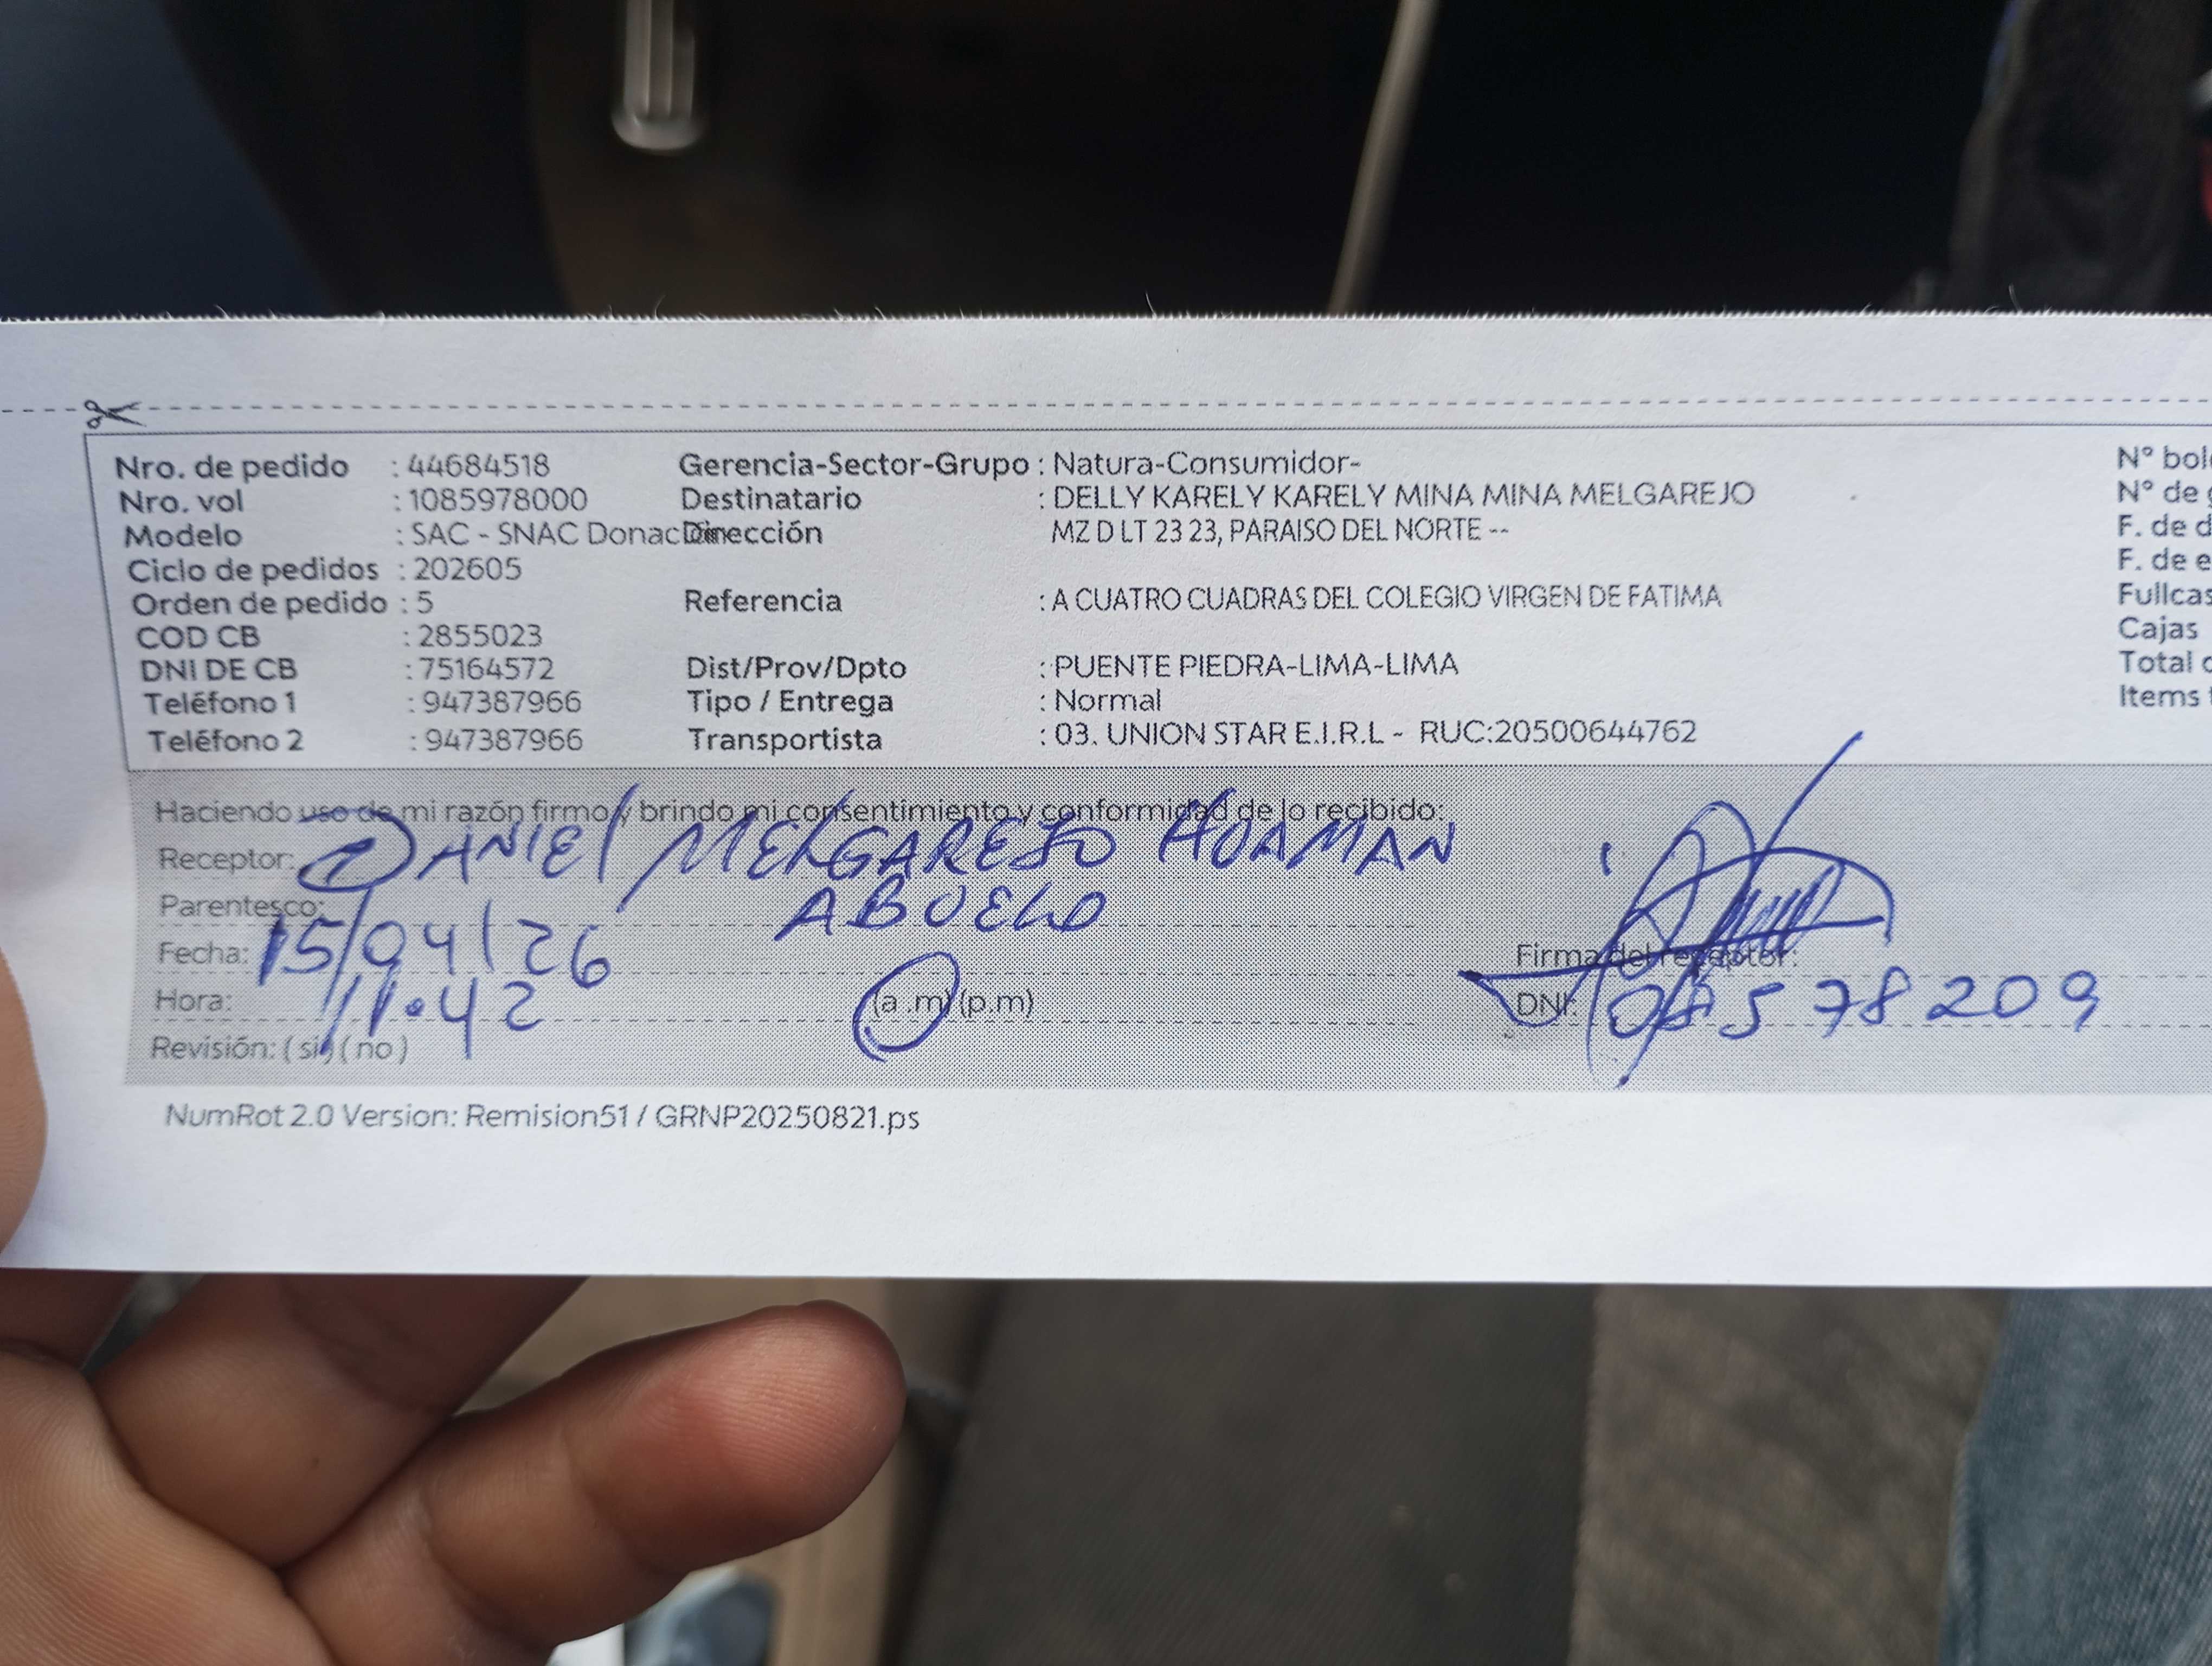 Nro. de pedido : 44684518 Gerencia-Sector-Grupo : Natura-Consumidor- N° bol
Nro. vol : 1085978000 Destinatario : DELLY KARELY KARELY MINA MINA MELGAREJO N° de g
Modelo : SAC - SNAC Donac Dirección MZ D LT 23 23, PARAISO DEL NORTE -- F. de d
Ciclo de pedidos : 202605 F. de e
Orden de pedido : 5 Referencia : A CUATRO CUADRAS DEL COLEGIO VIRGEN DE FATIMA Fullcas
COD CB : 2855023 Cajas
DNI DE CB : 75164572 Dist/Prov/Dpto : PUENTE PIEDRA-LIMA-LIMA Total
Teléfono 1 : 947387966 Tipo / Entrega : Normal Items
Teléfono 2 : 947387966 Transportista : 03. UNION STAR E.I.R.L - RUC:20500644762
Haciendo uso de mi razón firmo y brindo mi consentimiento y conformidad de lo recibido:
Receptor: DANIEL MELGAREJO HUAMAN
Parentesco: ABUELO
Fecha: 15/04/26 Firma del receptor:
Hora: 11.42 (a .m) (p.m) DNI: 08578209
Revisión: ( si ) ( no )
NumRot 2.0 Version: Remision51 / GRNP20250821.ps